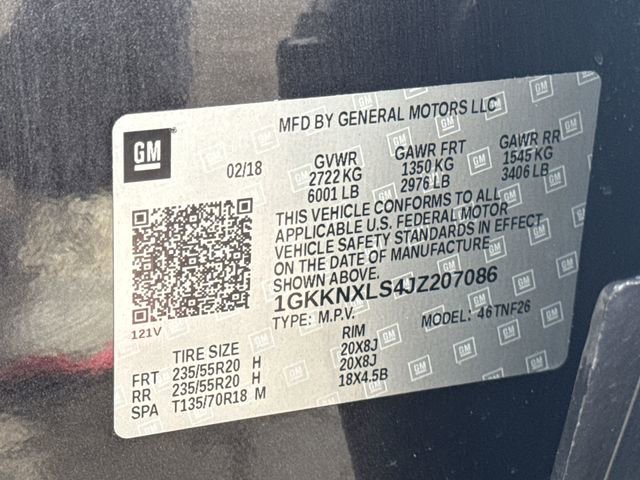 MFD BY GENERAL MOTORS LLC
GM
02/18
GVWR GAWR FRT GAWR RR
2722 KG 1350 KG 1545 KG
6001 LB 2976 LB 3406 LB
THIS VEHICLE CONFORMS TO ALL
APPLICABLE U.S. FEDERAL MOTOR
VEHICLE SAFETY STANDARDS IN EFFECT
ON THE DATE OF MANUFACTURE
SHOWN ABOVE.
1GKKNXLS4JZ207086
121V
TYPE: M.P.V. MODEL: 46TNF26
TIRE SIZE RIM
FRT 235/55R20 H 20X8J
RR 235/55R20 H 20X8J
SPA T135/70R18 M 18X4.5B